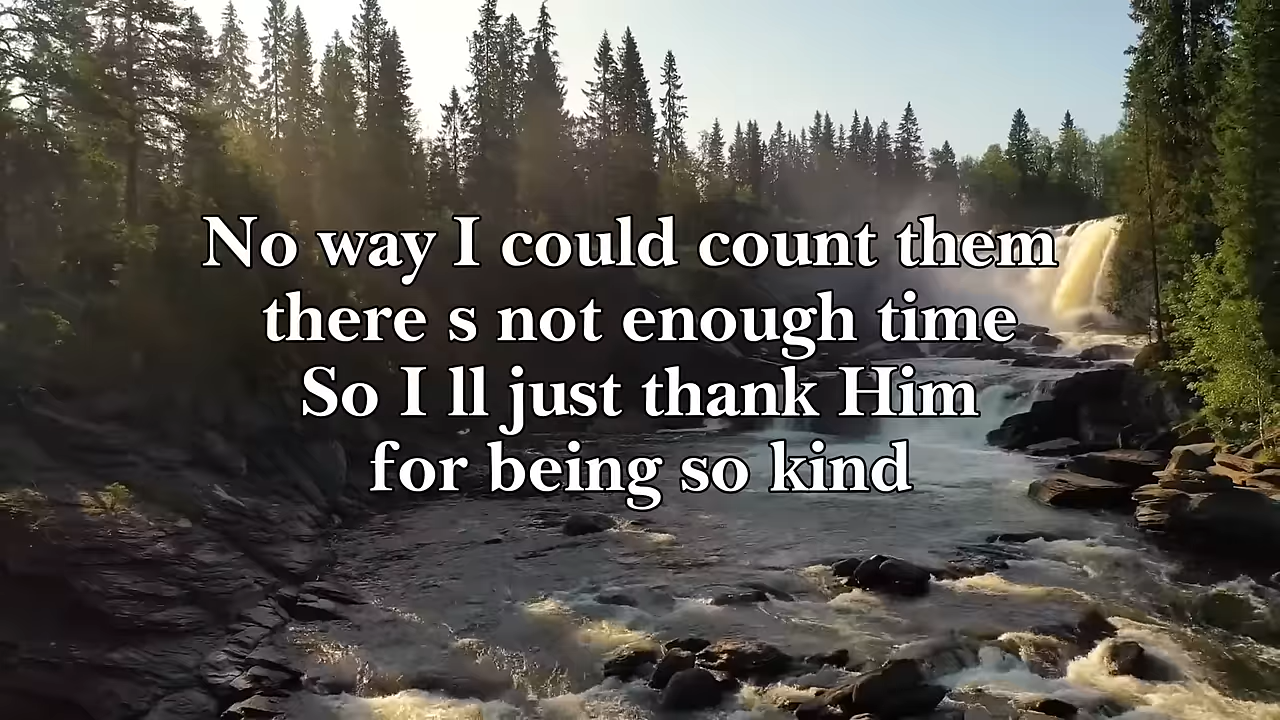 No way I could count them
there s not enough time
So I ll just thank Him
for being so kind